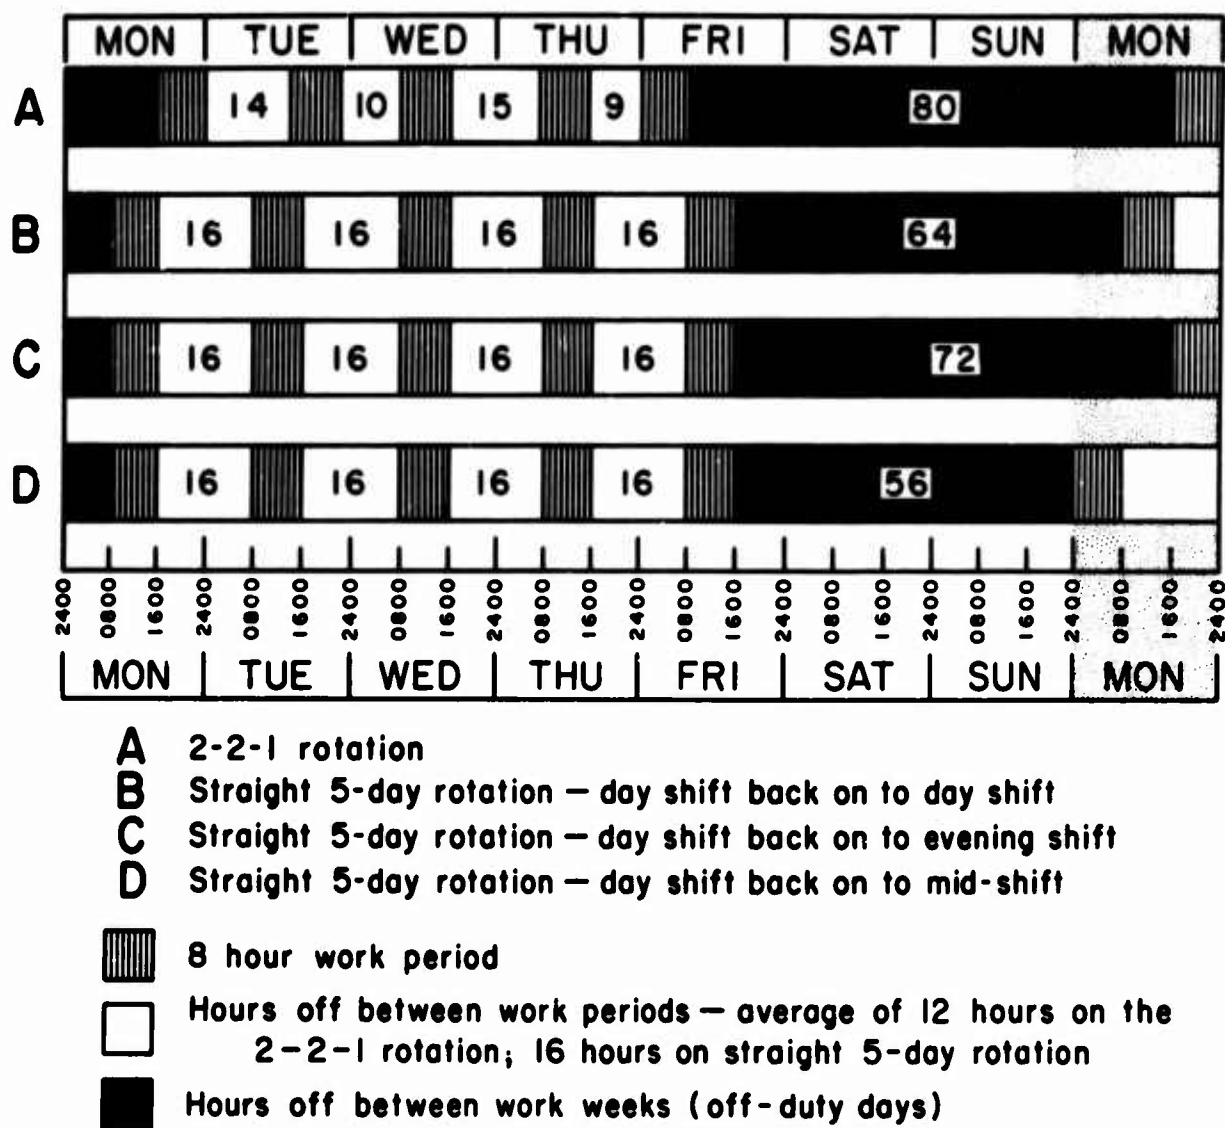 MON TUE WED THU FRI SAT SUN MON
A 14 10 15 9 80
B 16 16 16 16 64
C 16 16 16 16 72
D 16 16 16 16 56
2400 0800 1600 2400 0800 1600 2400 0800 1600 2400 0800 1600 2400 0800 1600 2400 0800 1600 2400 0800 1600 2400 0800 1600 2400
MON TUE WED THU FRI SAT SUN MON
A 2-2-1 rotation
B Straight 5-day rotation — day shift back on to day shift
C Straight 5-day rotation — day shift back on to evening shift
D Straight 5-day rotation — day shift back on to mid-shift
8 hour work period
Hours off between work periods — average of 12 hours on the
2-2-1 rotation; 16 hours on straight 5-day rotation
Hours off between work weeks (off-duty days)